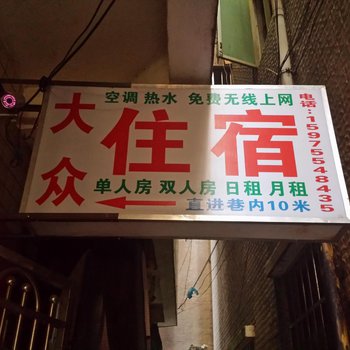 大众
空调 热水 免费无线上网
住宿
单人房 双人房 日租 月租
直进巷内10米
电话:15975548435